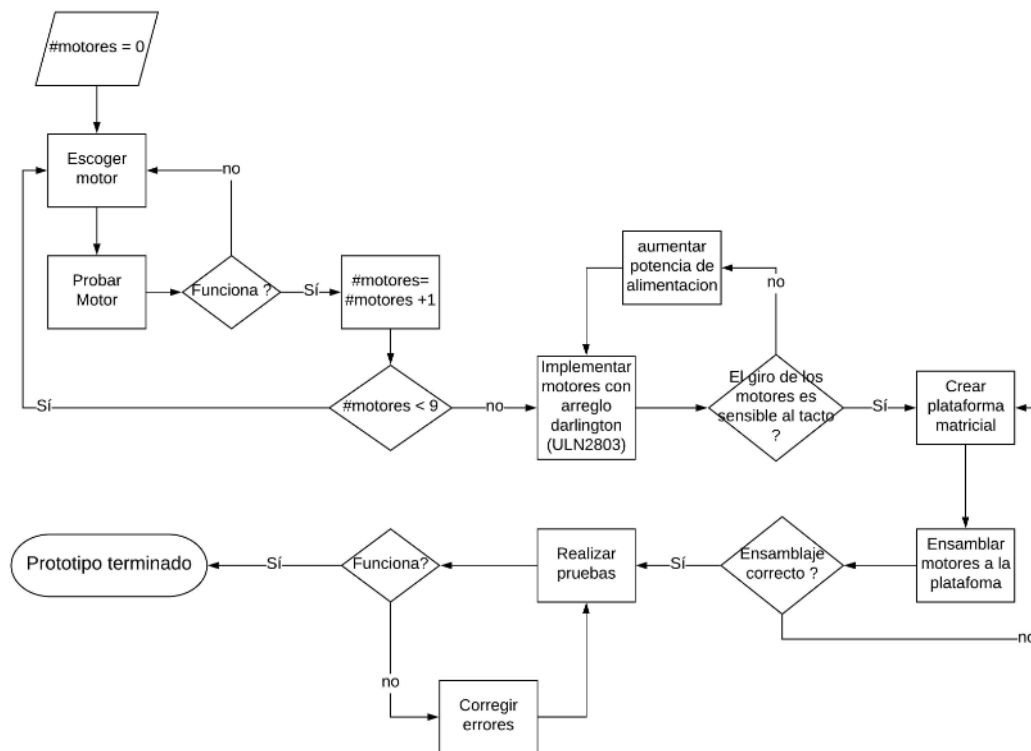 #motores = 0
Escoger
motor
no
Probar
Motor
Funciona ?
Sí
#motores=
#motores +1
#motores < 9
Sí
no
aumentar
potencia de
alimentacion
no
Implementar
motores con
arreglo
darlington
(ULN2803)
El giro de los
motores es
sensible al tacto
?
Sí
Crear
plataforma
matricial
Ensamblar
motores a la
platafoma
Ensamblaje
correcto ?
no
Sí
Realizar
pruebas
Funciona?
Sí
Prototipo terminado
no
Corregir
errores